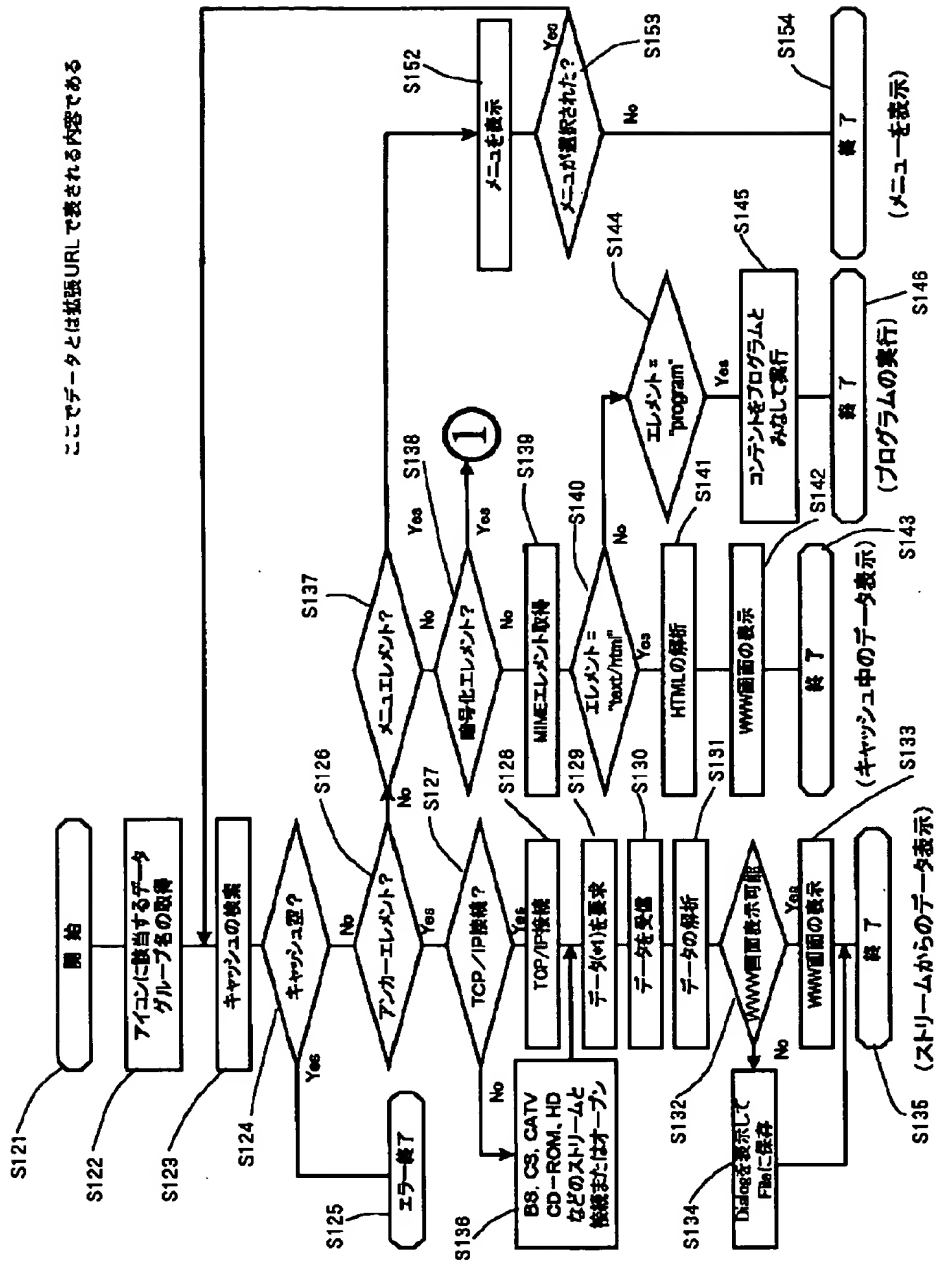 ここでデータとは拡張URLで表される内容である
S121
開 始
S122
アイコンに該当するデータ
グループ名の取得
S123
キャッシュの検索
S124
キャッシュ空?
Yes
No
S125
エラー終了
S126
アンカーエレメント?
No
Yes
S127
TCP/IP接続?
No
Yes
S128
TCP/IP接続
S136
BS, CS, CATV
CD-ROM, HD
などのストリームと
接続またはオープン
S129
データ(*1)を要求
S130
データを受信
S131
データの解析
S132
WWW画面表示可能
No
Yes
S133
WWW画面の表示
S134
Dialogを表示して
Fileに保存
S135
終 了
(ストリームからのデータ表示)
S137
メニュエレメント?
Yes
No
S138
暗号化エレメント?
Yes
1
No
S139
MIMEエレメント取得
S140
エレメント=
"text/html"
No
Yes
S141
HTMLの解析
S142
WWW画面の表示
S143
終 了
(キャッシュ中のデータ表示)
S144
エレメント=
"program"
Yes
S145
コンテントをプログラムと
みなして実行
S146
終 了
(プログラムの実行)
S152
メニュを表示
S153
メニュが選択された?
Yes
No
S154
終 了
(メニューを表示)